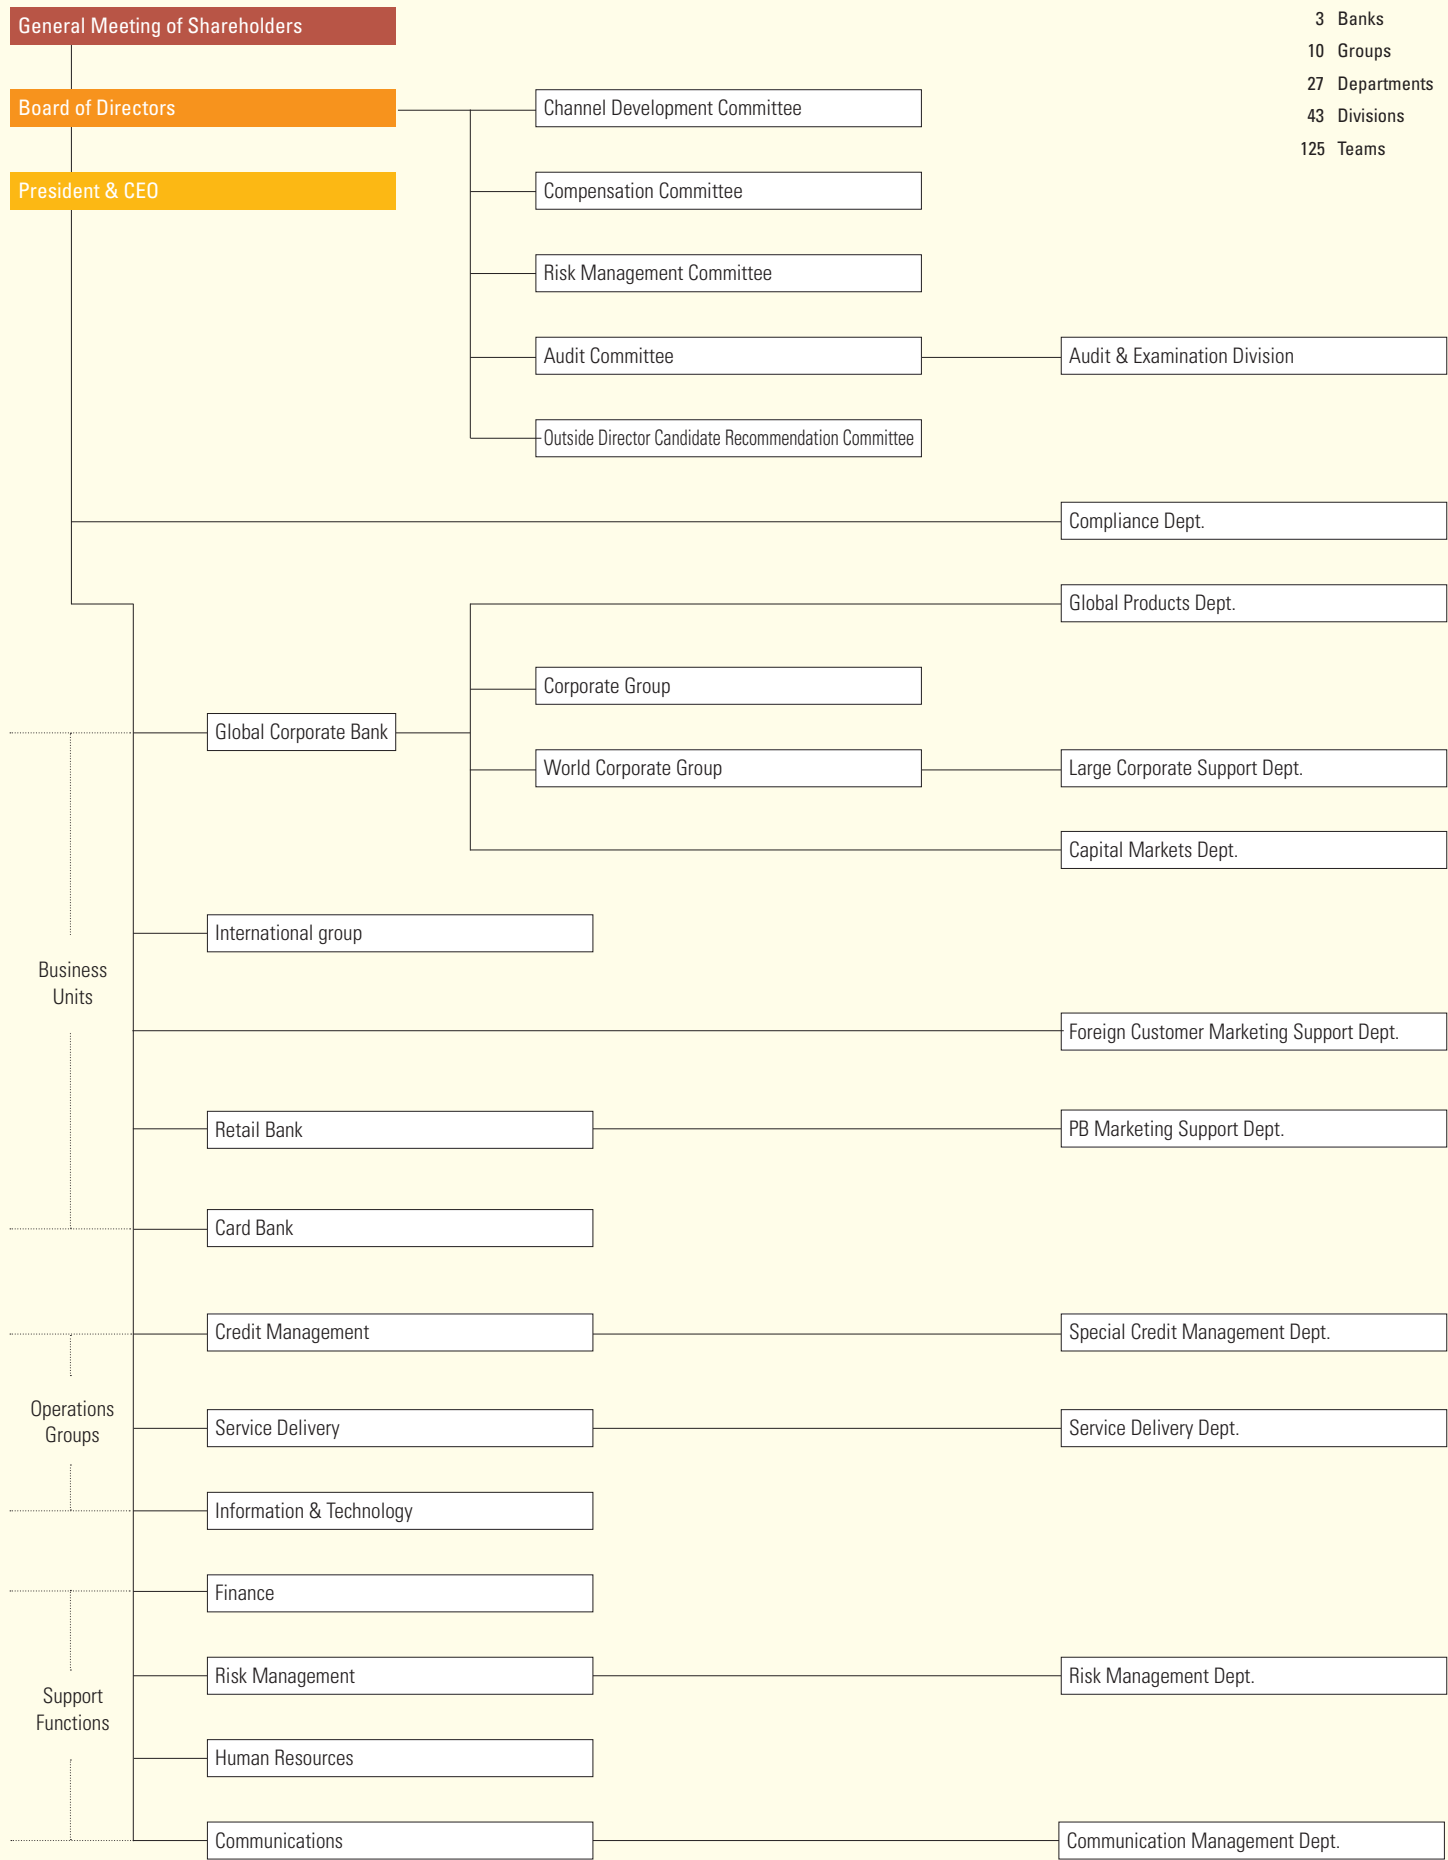 General Meeting of Shareholders
3 Banks
10 Groups
27 Departments
43 Divisions
125 Teams
Board of Directors
Channel Development Committee
President & CEO
Compensation Committee
Risk Management Committee
Audit Committee
Audit & Examination Division
Outside Director Candidate Recommendation Committee
Compliance Dept.
Global Products Dept.
Corporate Group
Global Corporate Bank
World Corporate Group
Large Corporate Support Dept.
Capital Markets Dept.
International group
Business
Units
Foreign Customer Marketing Support Dept.
Retail Bank
PB Marketing Support Dept.
Card Bank
Credit Management
Special Credit Management Dept.
Operations
Groups
Service Delivery
Service Delivery Dept.
Information & Technology
Finance
Risk Management
Risk Management Dept.
Support
Functions
Human Resources
Communications
Communication Management Dept.